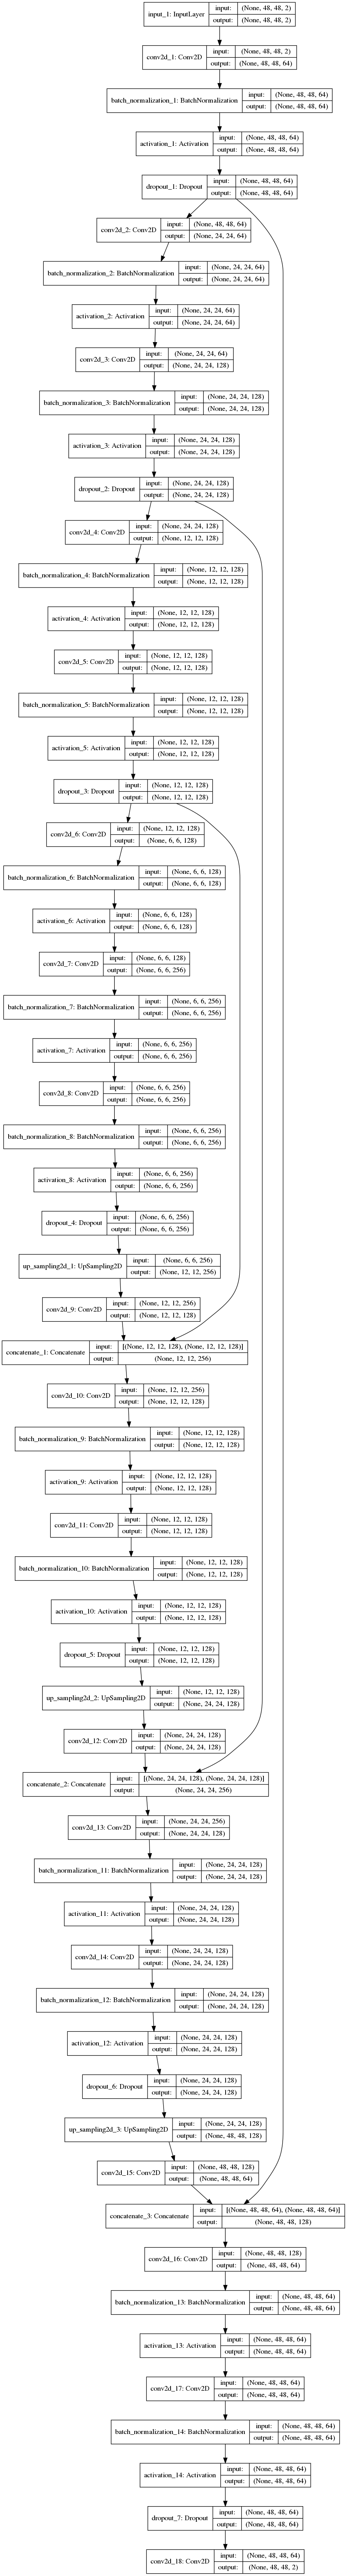 input_1: InputLayer input: (None, 48, 48, 2)
output: (None, 48, 48, 2)
conv2d_1: Conv2D input: (None, 48, 48, 2)
output: (None, 48, 48, 64)
batch_normalization_1: BatchNormalization input: (None, 48, 48, 64)
output: (None, 48, 48, 64)
activation_1: Activation input: (None, 48, 48, 64)
output: (None, 48, 48, 64)
dropout_1: Dropout input: (None, 48, 48, 64)
output: (None, 48, 48, 64)
conv2d_2: Conv2D input: (None, 48, 48, 64)
output: (None, 24, 24, 64)
batch_normalization_2: BatchNormalization input: (None, 24, 24, 64)
output: (None, 24, 24, 64)
activation_2: Activation input: (None, 24, 24, 64)
output: (None, 24, 24, 64)
conv2d_3: Conv2D input: (None, 24, 24, 64)
output: (None, 24, 24, 128)
batch_normalization_3: BatchNormalization input: (None, 24, 24, 128)
output: (None, 24, 24, 128)
activation_3: Activation input: (None, 24, 24, 128)
output: (None, 24, 24, 128)
dropout_2: Dropout input: (None, 24, 24, 128)
output: (None, 24, 24, 128)
conv2d_4: Conv2D input: (None, 24, 24, 128)
output: (None, 12, 12, 128)
batch_normalization_4: BatchNormalization input: (None, 12, 12, 128)
output: (None, 12, 12, 128)
activation_4: Activation input: (None, 12, 12, 128)
output: (None, 12, 12, 128)
conv2d_5: Conv2D input: (None, 12, 12, 128)
output: (None, 12, 12, 128)
batch_normalization_5: BatchNormalization input: (None, 12, 12, 128)
output: (None, 12, 12, 128)
activation_5: Activation input: (None, 12, 12, 128)
output: (None, 12, 12, 128)
dropout_3: Dropout input: (None, 12, 12, 128)
output: (None, 12, 12, 128)
conv2d_6: Conv2D input: (None, 12, 12, 128)
output: (None, 6, 6, 128)
batch_normalization_6: BatchNormalization input: (None, 6, 6, 128)
output: (None, 6, 6, 128)
activation_6: Activation input: (None, 6, 6, 128)
output: (None, 6, 6, 128)
conv2d_7: Conv2D input: (None, 6, 6, 128)
output: (None, 6, 6, 256)
batch_normalization_7: BatchNormalization input: (None, 6, 6, 256)
output: (None, 6, 6, 256)
activation_7: Activation input: (None, 6, 6, 256)
output: (None, 6, 6, 256)
conv2d_8: Conv2D input: (None, 6, 6, 256)
output: (None, 6, 6, 256)
batch_normalization_8: BatchNormalization input: (None, 6, 6, 256)
output: (None, 6, 6, 256)
activation_8: Activation input: (None, 6, 6, 256)
output: (None, 6, 6, 256)
dropout_4: Dropout input: (None, 6, 6, 256)
output: (None, 6, 6, 256)
up_sampling2d_1: UpSampling2D input: (None, 6, 6, 256)
output: (None, 12, 12, 256)
conv2d_9: Conv2D input: (None, 12, 12, 256)
output: (None, 12, 12, 128)
concatenate_1: Concatenate input: [(None, 12, 12, 128), (None, 12, 12, 128)]
output: (None, 12, 12, 256)
conv2d_10: Conv2D input: (None, 12, 12, 256)
output: (None, 12, 12, 128)
batch_normalization_9: BatchNormalization input: (None, 12, 12, 128)
output: (None, 12, 12, 128)
activation_9: Activation input: (None, 12, 12, 128)
output: (None, 12, 12, 128)
conv2d_11: Conv2D input: (None, 12, 12, 128)
output: (None, 12, 12, 128)
batch_normalization_10: BatchNormalization input: (None, 12, 12, 128)
output: (None, 12, 12, 128)
activation_10: Activation input: (None, 12, 12, 128)
output: (None, 12, 12, 128)
dropout_5: Dropout input: (None, 12, 12, 128)
output: (None, 12, 12, 128)
up_sampling2d_2: UpSampling2D input: (None, 12, 12, 128)
output: (None, 24, 24, 128)
conv2d_12: Conv2D input: (None, 24, 24, 128)
output: (None, 24, 24, 128)
concatenate_2: Concatenate input: [(None, 24, 24, 128), (None, 24, 24, 128)]
output: (None, 24, 24, 256)
conv2d_13: Conv2D input: (None, 24, 24, 256)
output: (None, 24, 24, 128)
batch_normalization_11: BatchNormalization input: (None, 24, 24, 128)
output: (None, 24, 24, 128)
activation_11: Activation input: (None, 24, 24, 128)
output: (None, 24, 24, 128)
conv2d_14: Conv2D input: (None, 24, 24, 128)
output: (None, 24, 24, 128)
batch_normalization_12: BatchNormalization input: (None, 24, 24, 128)
output: (None, 24, 24, 128)
activation_12: Activation input: (None, 24, 24, 128)
output: (None, 24, 24, 128)
dropout_6: Dropout input: (None, 24, 24, 128)
output: (None, 24, 24, 128)
up_sampling2d_3: UpSampling2D input: (None, 24, 24, 128)
output: (None, 48, 48, 128)
conv2d_15: Conv2D input: (None, 48, 48, 128)
output: (None, 48, 48, 64)
concatenate_3: Concatenate input: [(None, 48, 48, 64), (None, 48, 48, 64)]
output: (None, 48, 48, 128)
conv2d_16: Conv2D input: (None, 48, 48, 128)
output: (None, 48, 48, 64)
batch_normalization_13: BatchNormalization input: (None, 48, 48, 64)
output: (None, 48, 48, 64)
activation_13: Activation input: (None, 48, 48, 64)
output: (None, 48, 48, 64)
conv2d_17: Conv2D input: (None, 48, 48, 64)
output: (None, 48, 48, 64)
batch_normalization_14: BatchNormalization input: (None, 48, 48, 64)
output: (None, 48, 48, 64)
activation_14: Activation input: (None, 48, 48, 64)
output: (None, 48, 48, 64)
dropout_7: Dropout input: (None, 48, 48, 64)
output: (None, 48, 48, 64)
conv2d_18: Conv2D input: (None, 48, 48, 64)
output: (None, 48, 48, 2)